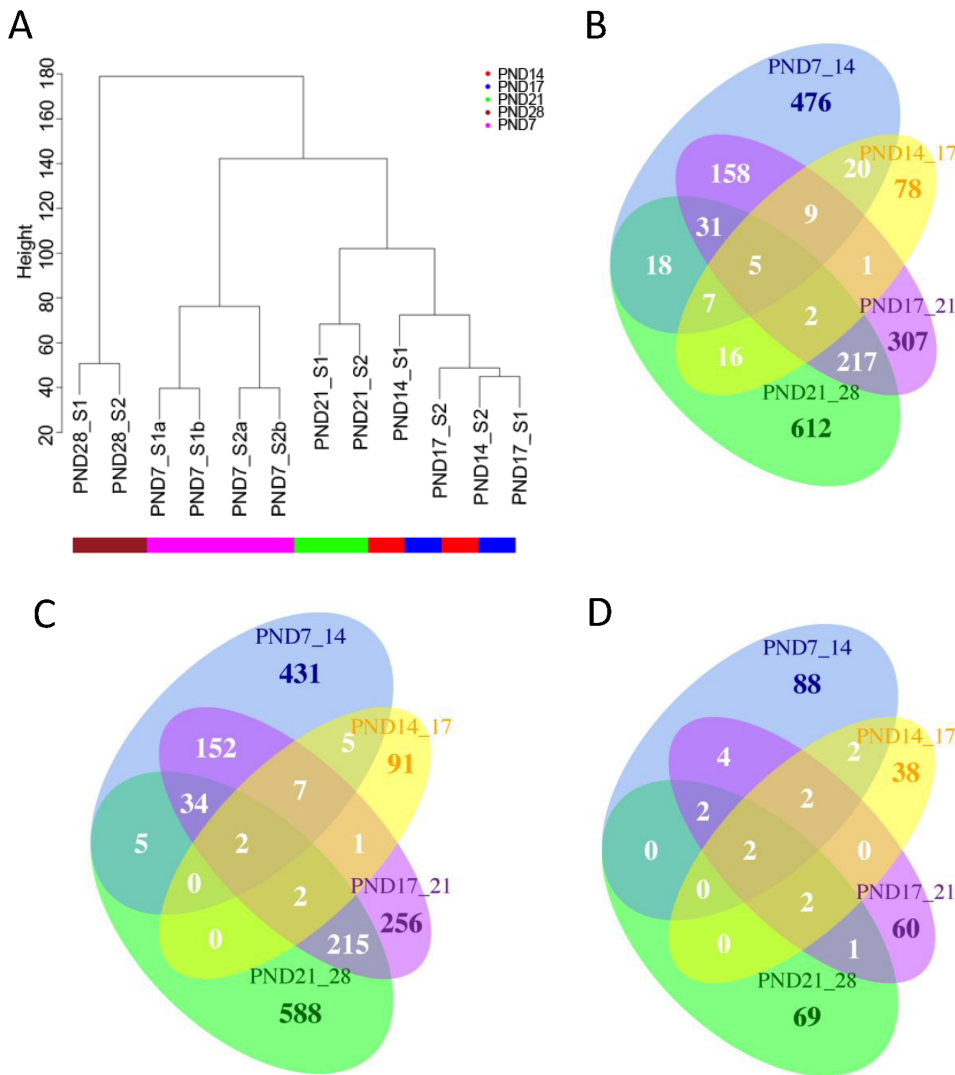 A
B
Height
180
160
140
120
100
80
60
40
20
PND14
PND17
PND21
PND28
PND7
PND28_S1
PND28_S2
PND7_S1a
PND7_S1b
PND7_S2a
PND7_S2b
PND21_S1
PND21_S2
PND14_S1
PND17_S2
PND14_S2
PND17_S1
PND7_14
476
PND14_17
20
78
158
9
31
18
5
1
7
2
PND17_21
307
16
217
PND21_28
612
C
D
PND7_14
431
PND14_17
5
91
152
7
34
5
2
1
0
2
PND17_21
256
0
215
PND21_28
588
PND7_14
88
PND14_17
2
38
4
2
2
0
2
0
0
2
PND17_21
60
0
1
PND21_28
69